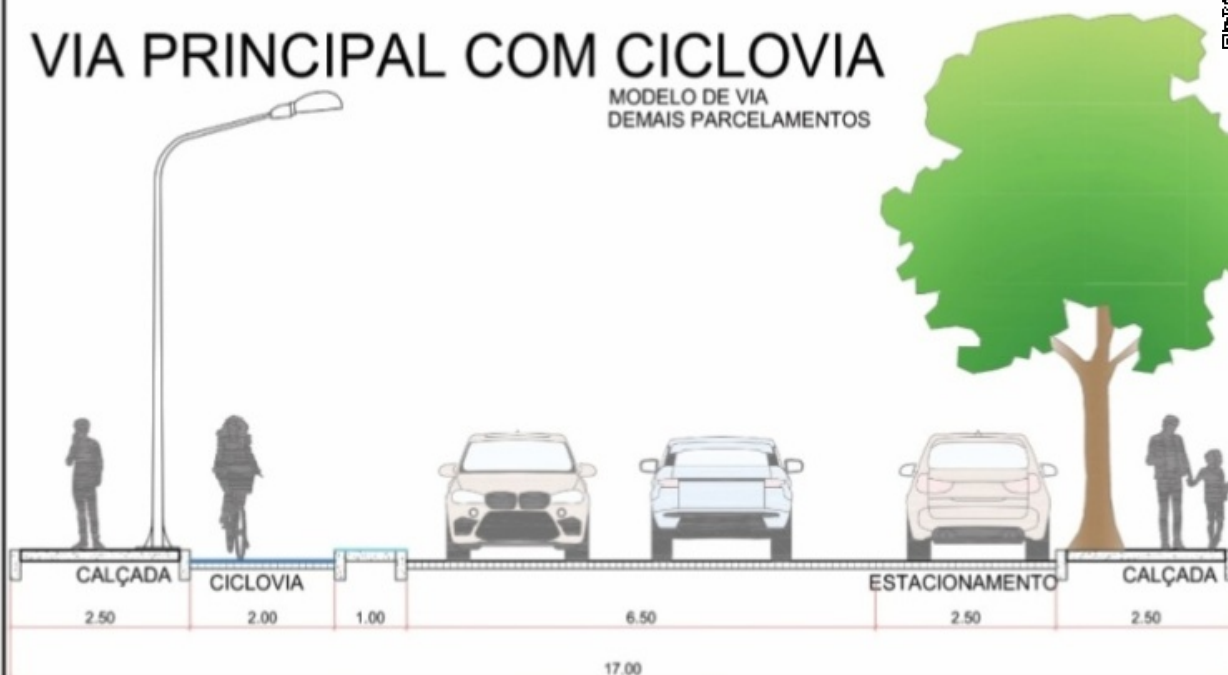 VIA PRINCIPAL COM CICLOVIA
MODELO DE VIA
DEMAIS PARCELAMENTOS
CALÇADA
CICLOVIA
ESTACIONAMENTO
CALÇADA
2.50
2.00
1.00
6.50
2.50
2.50
17.00